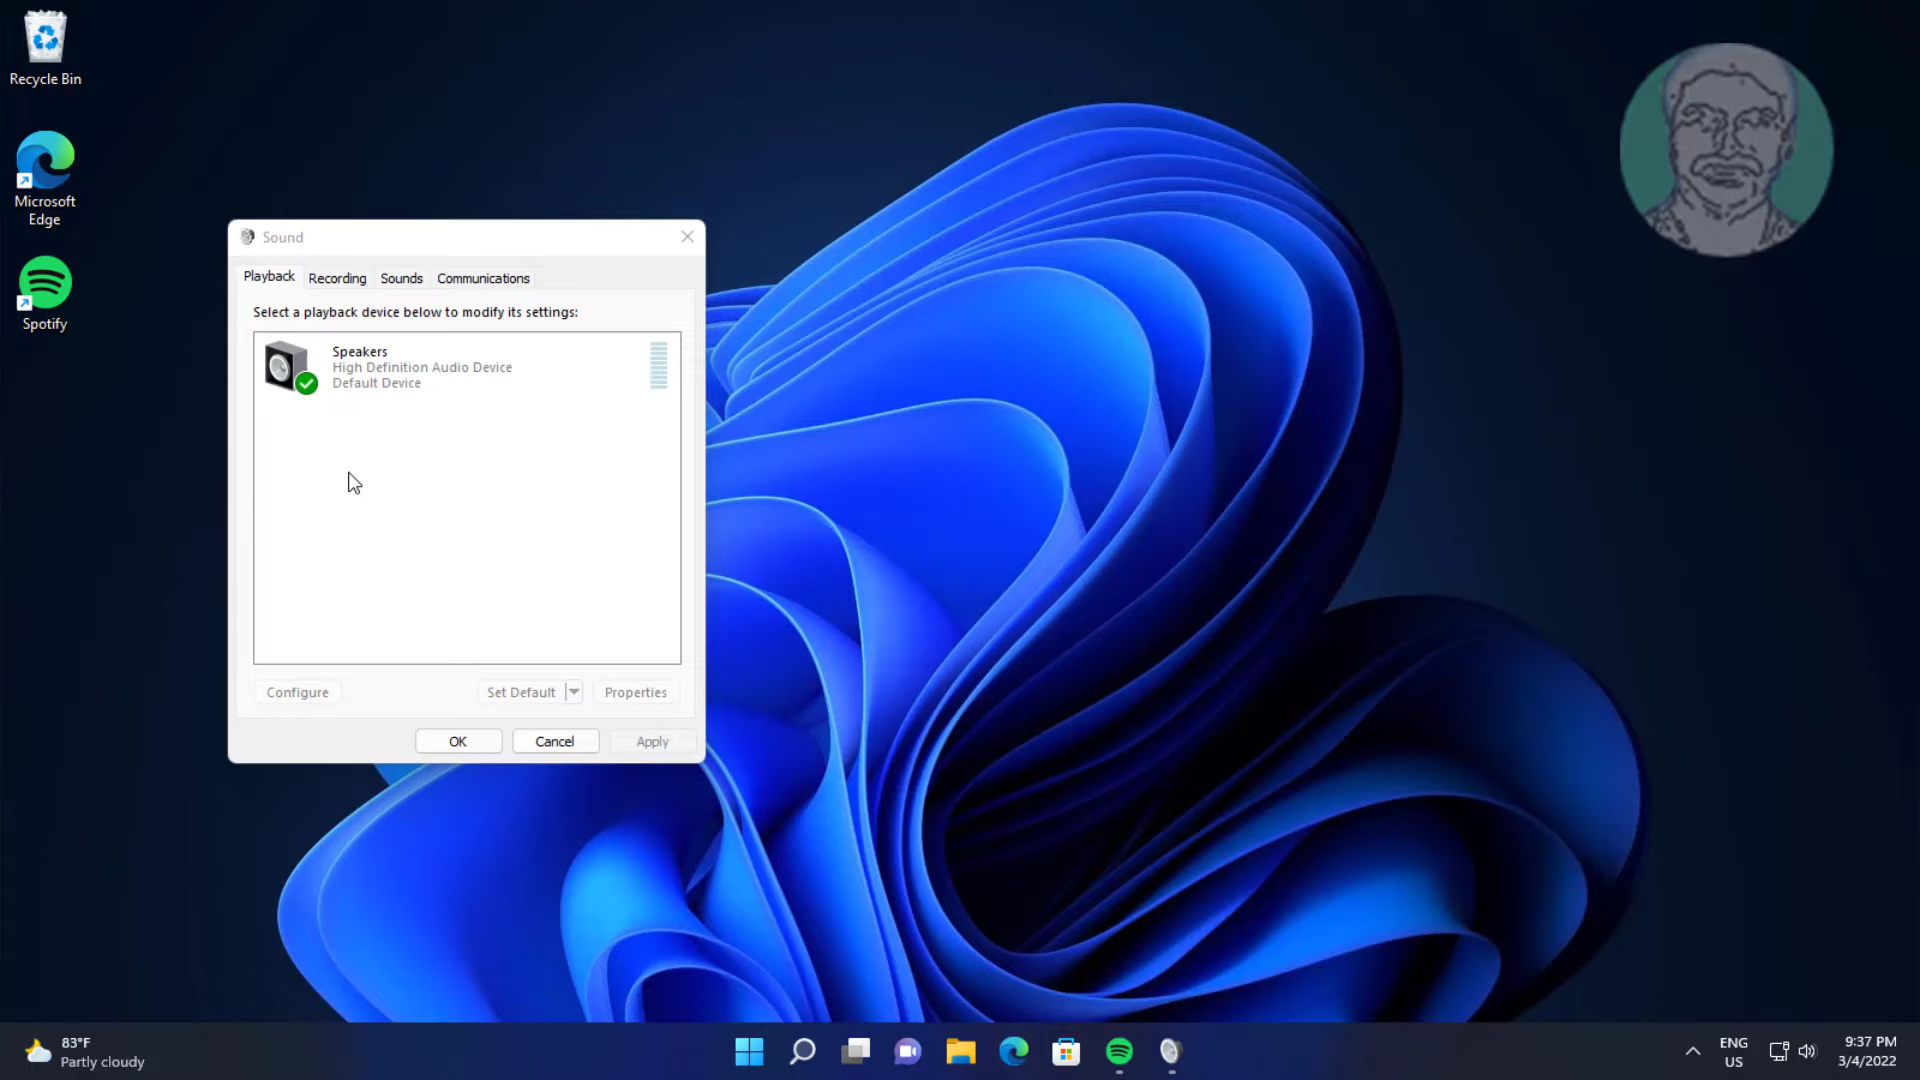 Recycle Bin
Microsoft
Edge
Spotify
Sound
Playback
Recording
Sounds
Communications
Select a playback device below to modify its settings:
Speakers
High Definition Audio Device
Default Device
Configure
Set Default
Properties
OK
Cancel
Apply
83°F
Partly cloudy
ENG
US
9:37 PM
3/4/2022